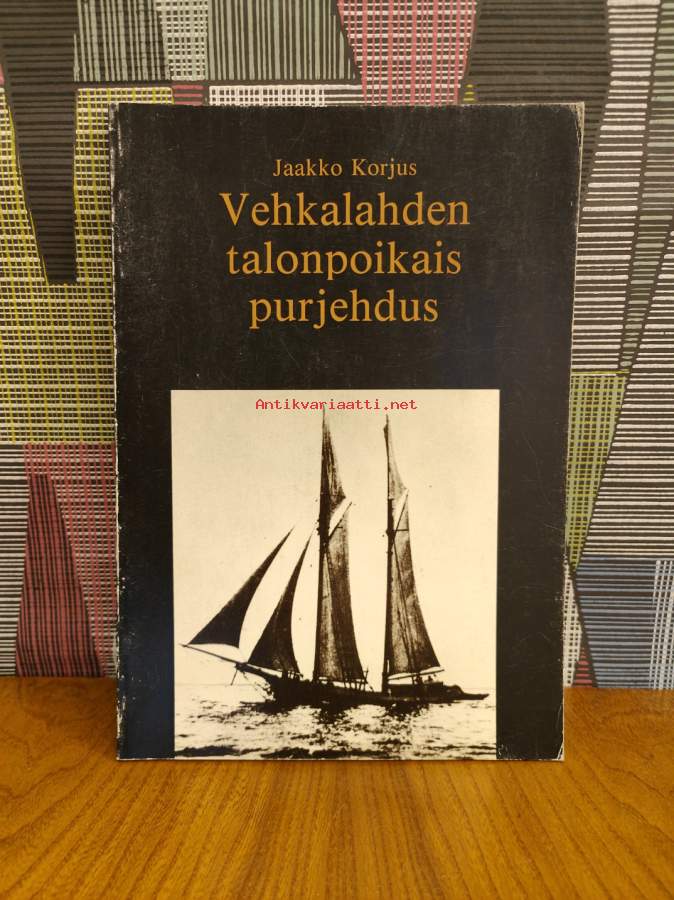 Jaakko Korjus
Vehkalahden
talonpoikais
purjehdus
Antikvariaatti.net